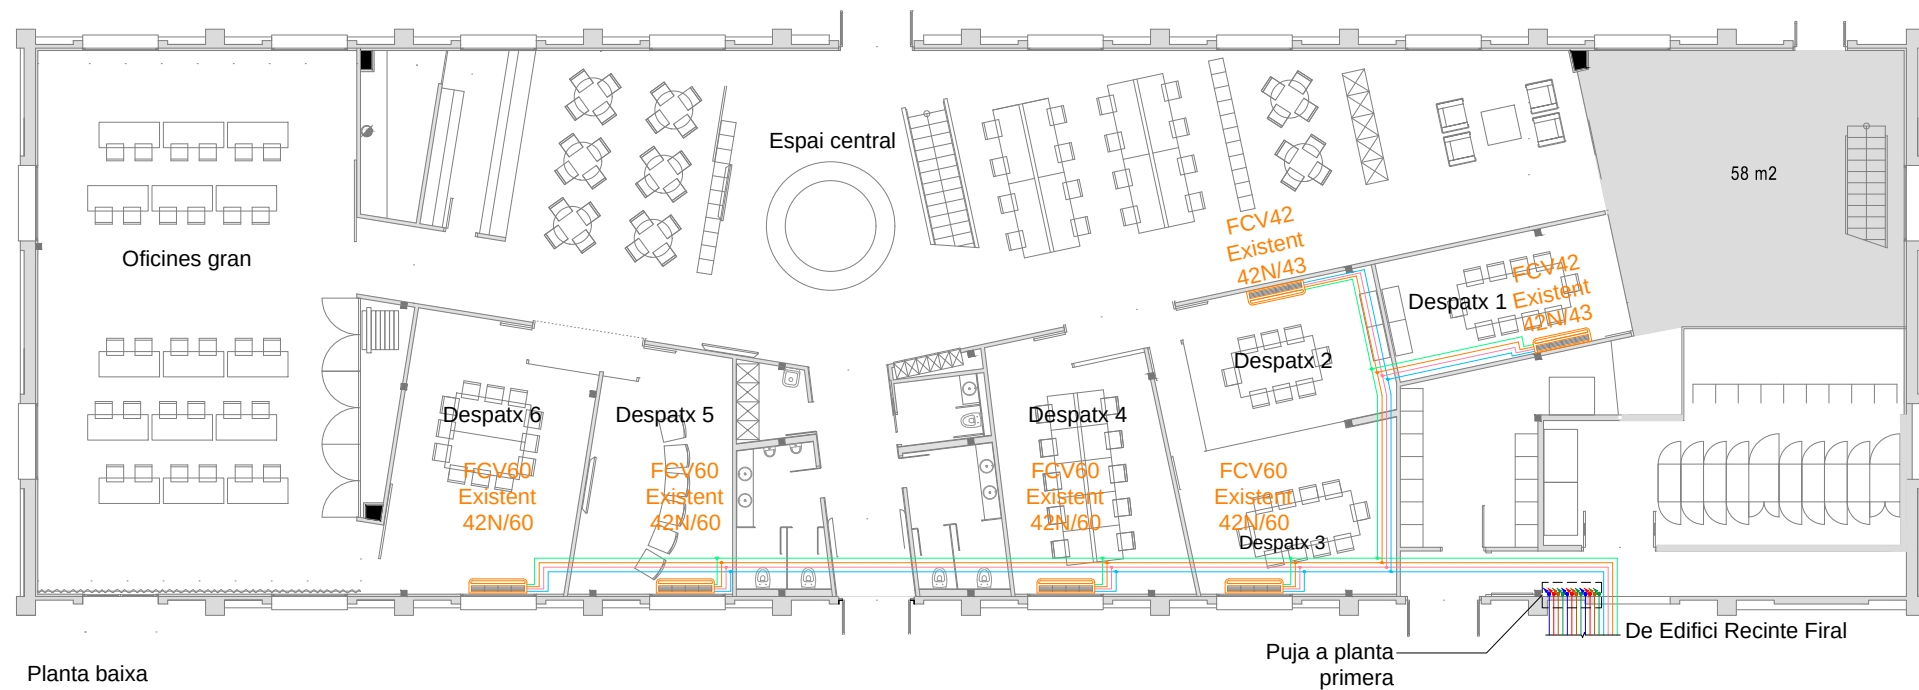 Espai central
58 m2
FCV42
Existent
42N/43
Oficines gran
FCV42
Existent
42N/43
Despatx 1
Despatx 2
Despatx 6
Despatx 5
Despatx 4
FCV60
Existent
42N/60
FCV60
Existent
42N/60
FCV60
Existent
42N/60
FCV60
Existent
42N/60
Despatx 3
De Edifici Recinte Firal
Puja a planta
primera
Planta baixa